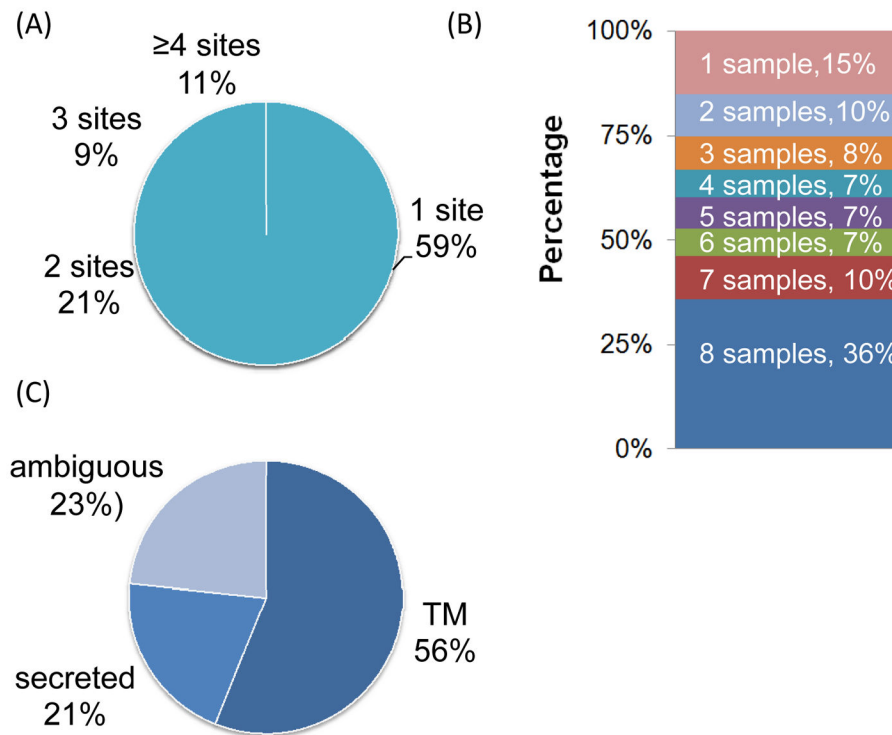 (A)
≥4 sites
11%
3 sites
9%
1 site
59%
2 sites
21%
(B)
100%
75%
50%
25%
0%
Percentage
1 sample,15%
2 samples,10%
3 samples, 8%
4 samples, 7%
5 samples, 7%
6 samples, 7%
7 samples, 10%
8 samples, 36%
(C)
ambiguous
23%)
TM
56%
secreted
21%